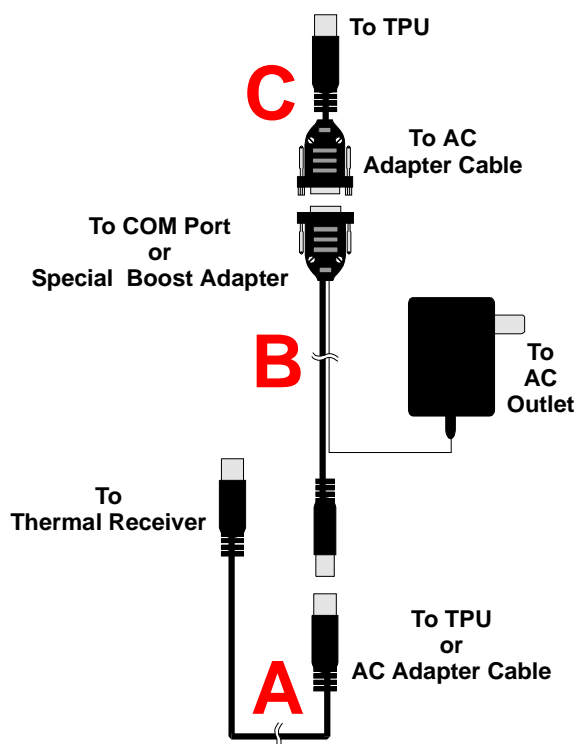 To TPU
C
To AC
Adapter Cable
To COM Port
or
Special Boost Adapter
B
To
AC
Outlet
To
Thermal Receiver
To TPU
or
AC Adapter Cable
A